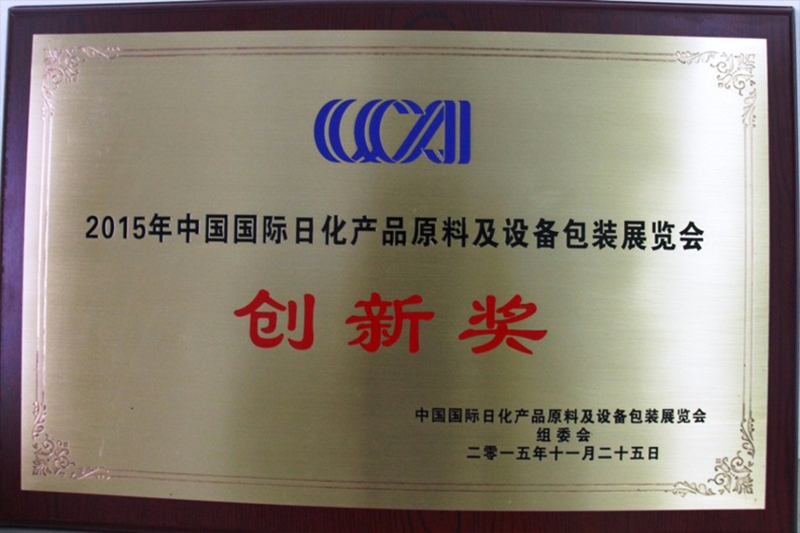 2015年中国国际日化产品原料及设备包装展览会
创新奖
中国国际日化产品原料及设备包装展览会
组委会
二零一五年十一月二十五日